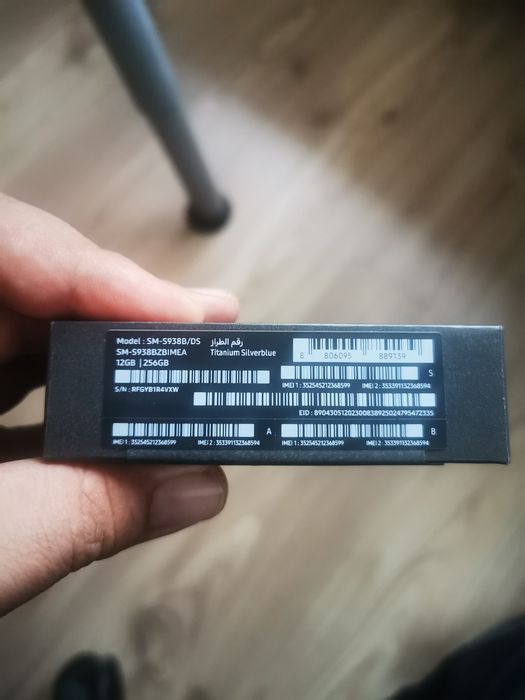 Model : SM-S938B/DS رقم الطراز
SM-S938BZBIMEA Titanium Silverblue
12GB | 256GB
8 806095 889139
S
S/N : RFGYB1R4VXW
IMEI 1 : 352545212368599 IMEI 2 : 353391132368594
EID : 89043051202300838925024795472335
A
B
IMEI 1 : 352545212368599 IMEI 2 : 353391132368594
IMEI 1 : 352545212368599 IMEI 2 : 353391132368594